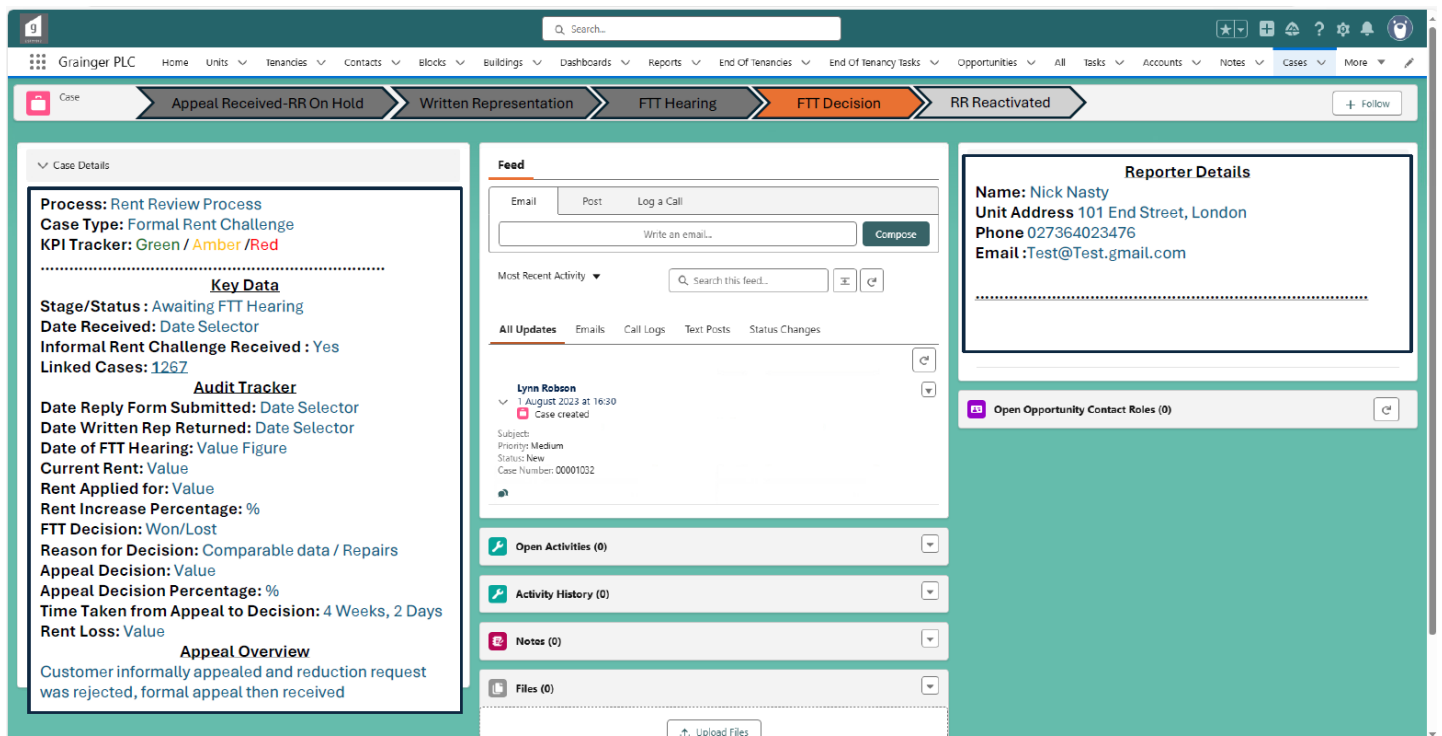 g
Search...
Grainger PLC Home Units Tenancies Contacts Blocks Buildings Dashboards Reports End Of Tenancies End Of Tenancy Tasks Opportunities All Tasks Accounts Notes Cases More
Case
Appeal Received-RR On Hold
Written Representation
FTT Hearing
FTT Decision
RR Reactivated
+ Follow
Case Details
Process: Rent Review Process
Case Type: Formal Rent Challenge
KPI Tracker: Green / Amber /Red
Key Data
Stage/Status : Awaiting FTT Hearing
Date Received: Date Selector
Informal Rent Challenge Received : Yes
Linked Cases: 1267
Audit Tracker
Date Reply Form Submitted: Date Selector
Date Written Rep Returned: Date Selector
Date of FTT Hearing: Value Figure
Current Rent: Value
Rent Applied for: Value
Rent Increase Percentage: %
FTT Decision: Won/Lost
Reason for Decision: Comparable data / Repairs
Appeal Decision: Value
Appeal Decision Percentage: %
Time Taken from Appeal to Decision: 4 Weeks, 2 Days
Rent Loss: Value
Appeal Overview
Customer informally appealed and reduction request
was rejected, formal appeal then received
Feed
Email Post Log a Call
Write an email...
Compose
Most Recent Activity
Search this feed...
All Updates Emails Call Logs Text Posts Status Changes
Lynn Robson
1 August 2023 at 16:30
Case created
Subject:
Priority: Medium
Status: New
Case Number: 00001032
Open Activities (0)
Activity History (0)
Notes (0)
Files (0)
Upload Files
Reporter Details
Name: Nick Nasty
Unit Address 101 End Street, London
Phone 027364023476
Email :Test@Test.gmail.com
Open Opportunity Contact Roles (0)